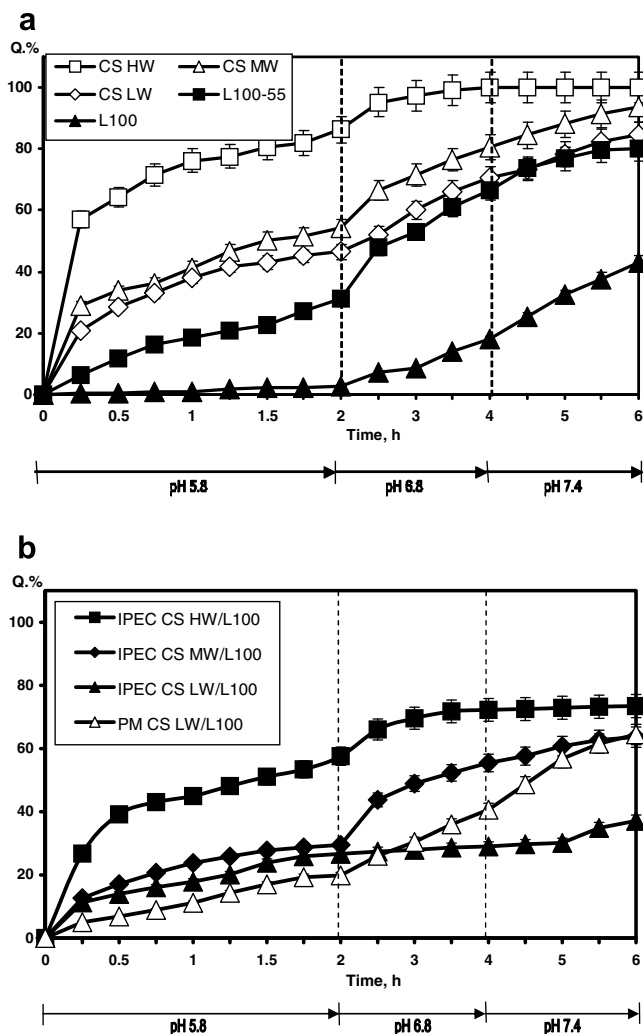 a
Q.%
CS HW CS MW
CS LW L100-55
L100
100
80
60
40
20
0
0 0.5 1 1.5 2 3 4 5 6
Time, h
pH 5.8 pH 6.8 pH 7.4
b
Q.%
IPEC CS HW/L100
IPEC CS MW/L100
IPEC CS LW/L100
PM CS LW/L100
100
80
60
40
20
0
0 0.5 1 1.5 2 3 4 5 6
Time, h
pH 5.8 pH 6.8 pH 7.4